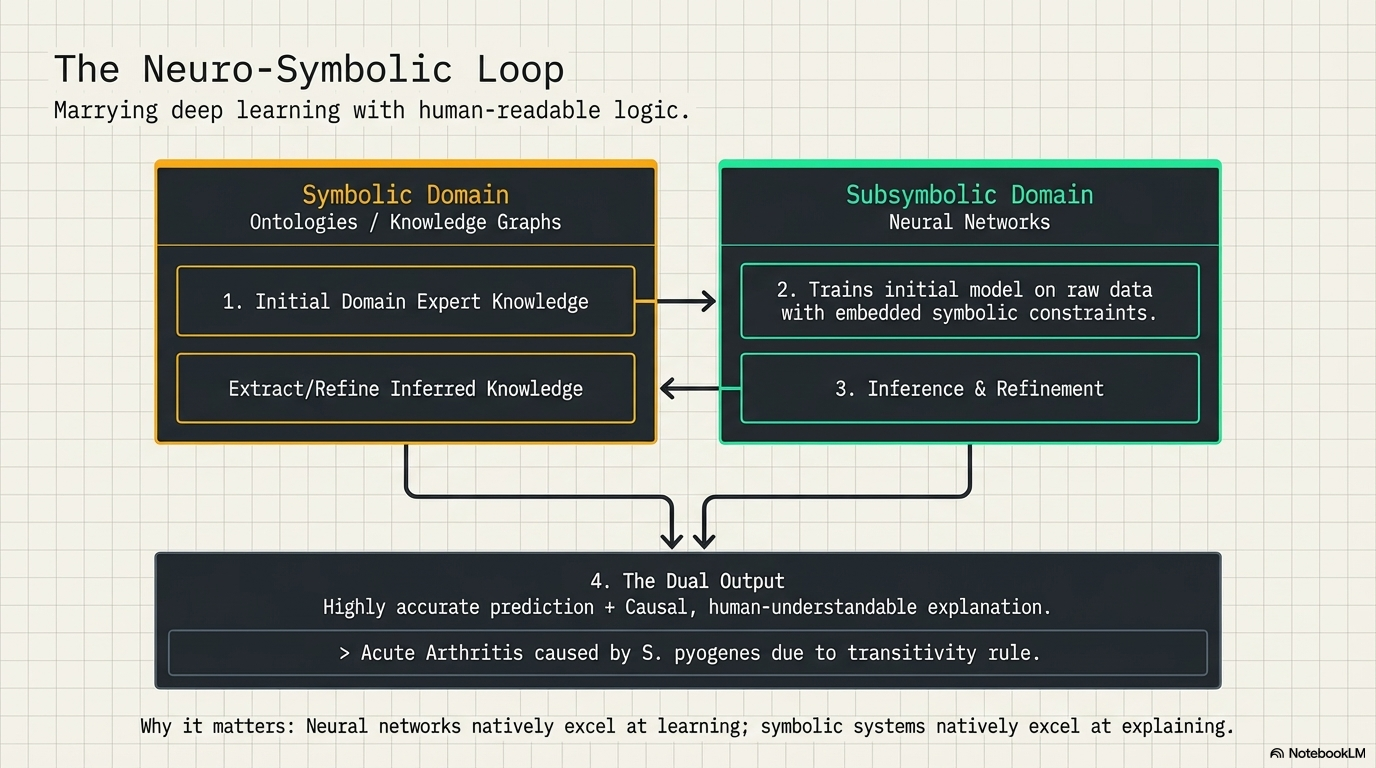 The Neuro-Symbolic Loop
Marrying deep learning with human-readable logic.
Symbolic Domain
Ontologies / Knowledge Graphs
1. Initial Domain Expert Knowledge
Extract/Refine Inferred Knowledge
Subsymbolic Domain
Neural Networks
2. Trains initial model on raw data
with embedded symbolic constraints.
3. Inference & Refinement
4. The Dual Output
Highly accurate prediction + Causal, human-understandable explanation.
> Acute Arthritis caused by S. pyogenes due to transitivity rule.
Why it matters: Neural networks natively excel at learning; symbolic systems natively excel at explaining.
NotebookLM